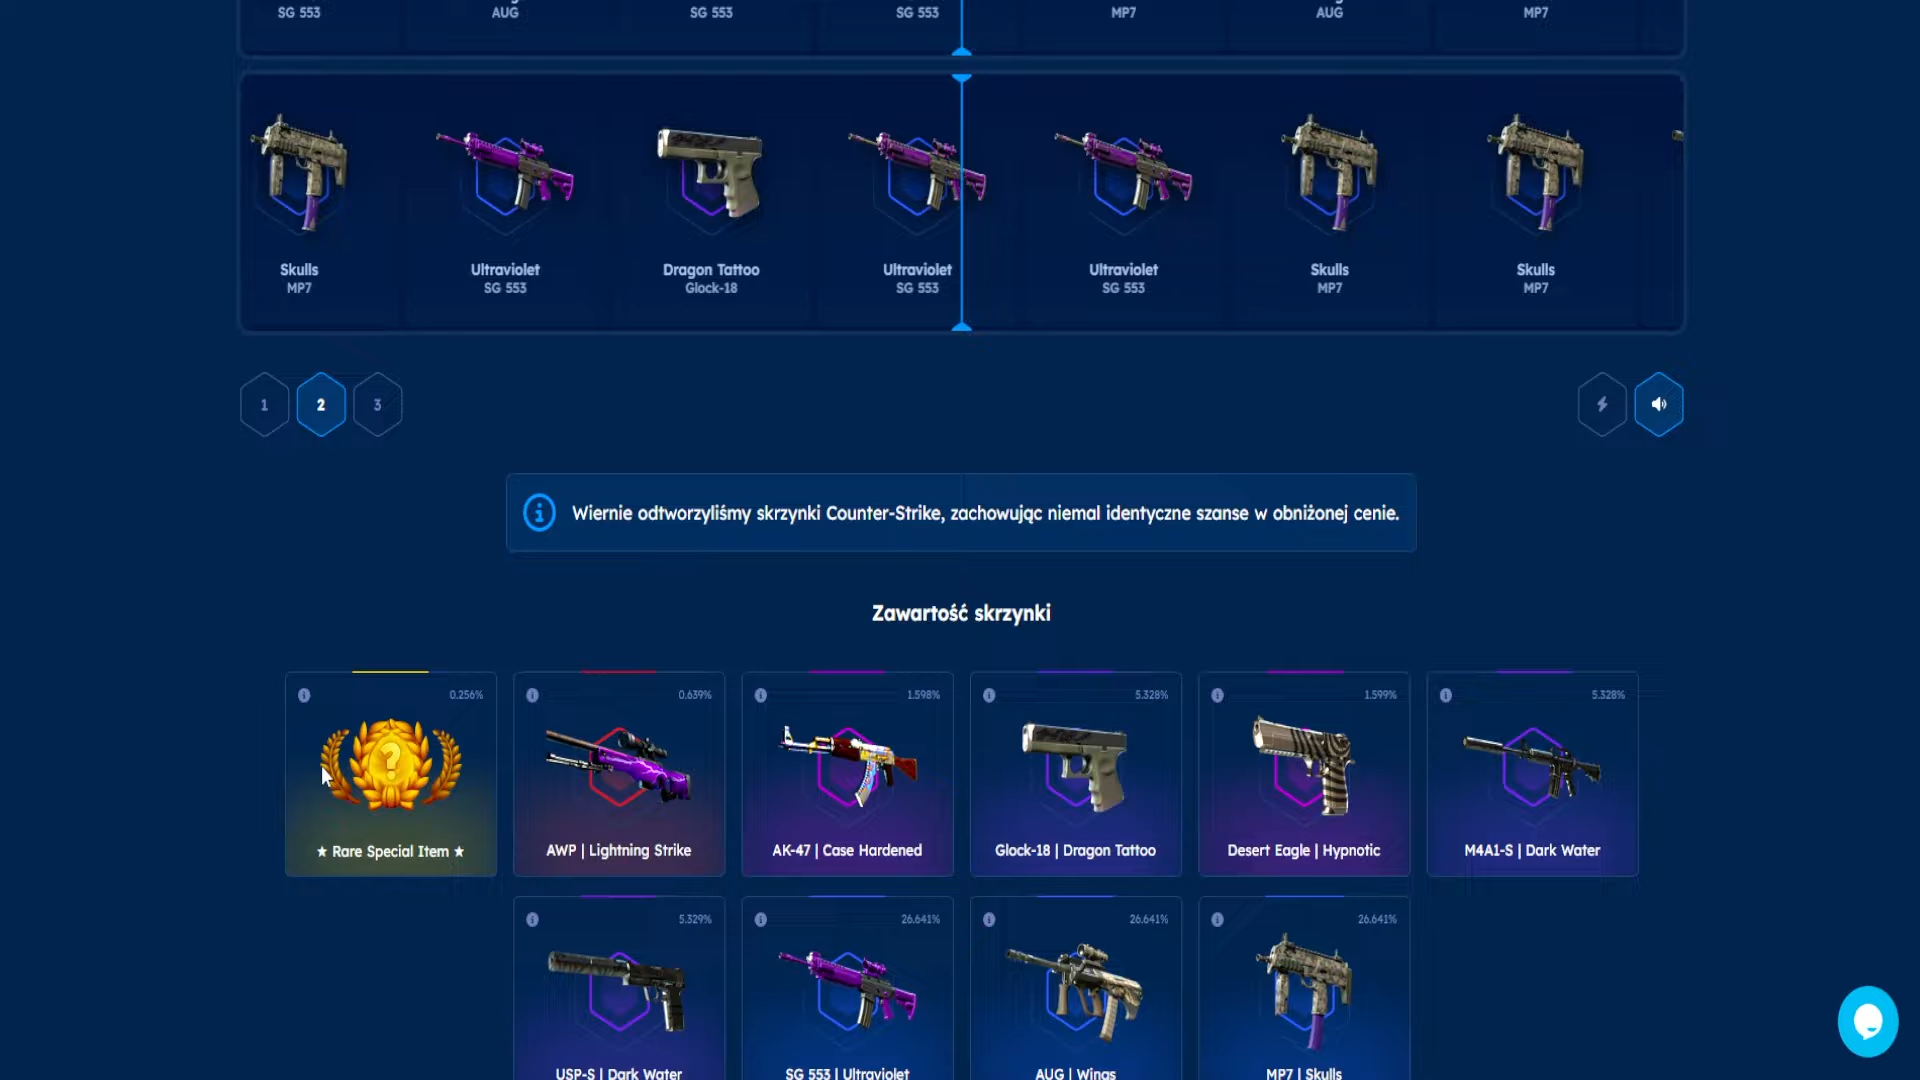 SG 553
AUG
SG 553
SG 553
MP7
AUG
MP7
Skulls
MP7
Ultraviolet
SG 553
Dragon Tattoo
Glock-18
Ultraviolet
SG 553
Ultraviolet
SG 553
Skulls
MP7
Skulls
MP7
1
2
3
Wiernie odtworzyliśmy skrzynki Counter-Strike, zachowując niemal identyczne szanse w obniżonej cenie.
Zawartość skrzynki
0.256%
★ Rare Special Item ★
0.639%
AWP | Lightning Strike
1.598%
AK-47 | Case Hardened
5.328%
Glock-18 | Dragon Tattoo
1.599%
Desert Eagle | Hypnotic
5.328%
M4A1-S | Dark Water
5.329%
USP-S | Dark Water
26.641%
SG 553 | Ultraviolet
26.641%
AUG | Wings
26.641%
MP7 | Skulls